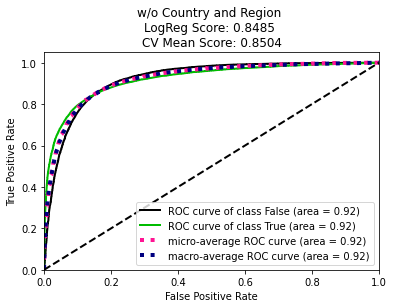 w/o Country and Region
LogReg Score: 0.8485
CV Mean Score: 0.8504
1.0
0.8
0.6
0.4
0.2
0.0
True Positive Rate
ROC curve of class False (area = 0.92)
ROC curve of class True (area = 0.92)
micro-average ROC curve (area = 0.92)
macro-average ROC curve (area = 0.92)
0.0 0.2 0.4 0.6 0.8 1.0
False Positive Rate